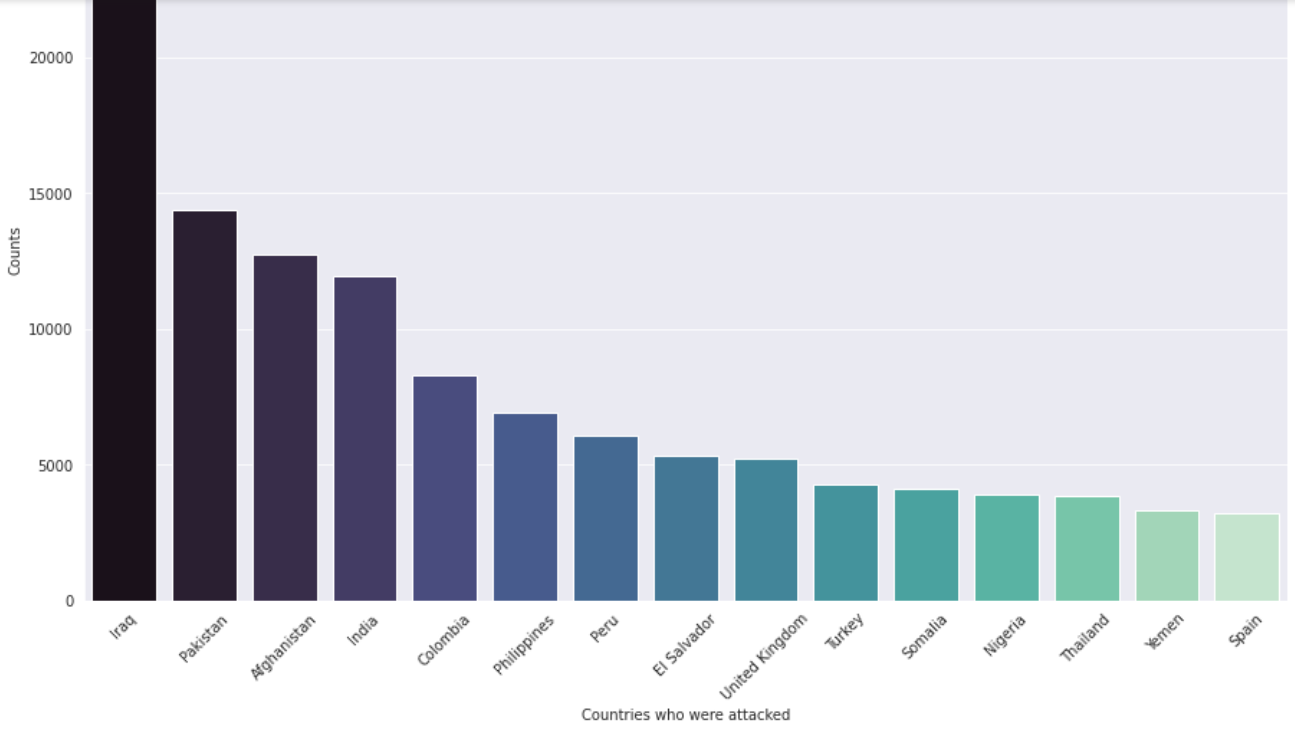 20000
15000
10000
5000
0
Counts
Iraq
Pakistan
Afghanistan
India
Colombia
Philippines
Peru
El Salvador
United Kingdom
Turkey
Somalia
Nigeria
Thailand
Yemen
Spain
Countries who were attacked